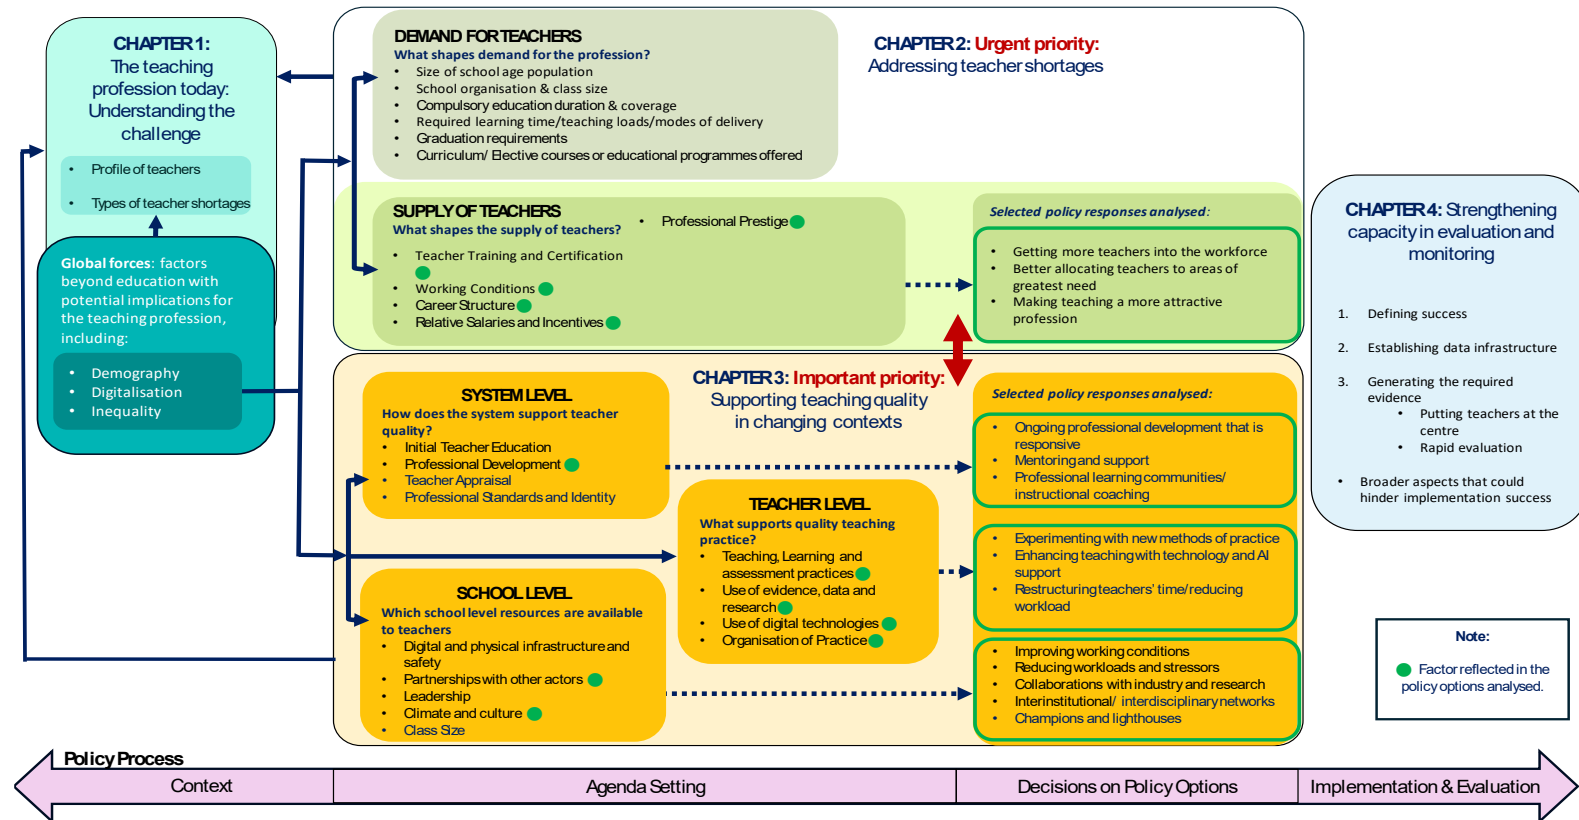 CHAPTER 1:
The teaching
profession today:
Understanding the
challenge
• Profile of teachers
• Types of teacher shortages
Global forces: factors
beyond education with
potential implications for
the teaching profession,
including:
• Demography
• Digitalisation
• Inequality
DEMAND FOR TEACHERS
What shapes demand for the profession?
• Size of school age population
• School organisation & class size
• Compulsory education duration & coverage
• Required learning time/teaching loads/modes of delivery
• Graduation requirements
• Curriculum/ Elective courses or educational programmes offered
CHAPTER 2: Urgent priority:
Addressing teacher shortages
SUPPLY OF TEACHERS
What shapes the supply of teachers?
• Teacher Training and Certification
• Working Conditions
• Career Structure
• Relative Salaries and Incentives
• Professional Prestige
Selected policy responses analysed:
• Getting more teachers into the workforce
• Better allocating teachers to areas of
greatest need
• Making teaching a more attractive
profession
CHAPTER 3: Important priority:
Supporting teaching quality
in changing contexts
SYSTEM LEVEL
How does the system support teacher
quality?
• Initial Teacher Education
• Professional Development
• Teacher Appraisal
• Professional Standards and Identity
TEACHER LEVEL
What supports quality teaching
practice?
• Teaching, Learning and
assessment practices
• Use of evidence, data and
research
• Use of digital technologies
• Organisation of Practice
SCHOOL LEVEL
Which school level resources are available
to teachers
• Digital and physical infrastructure and
safety
• Partnerships with other actors
• Leadership
• Climate and culture
• Class Size
Selected policy responses analysed:
• Ongoing professional development that is
responsive
• Mentoring and support
• Professional learning communities/
instructional coaching
• Experimenting with new methods of practice
• Enhancing teaching with technology and AI
support
• Restructuring teachers' time/reducing
workload
• Improving working conditions
• Reducing workloads and stressors
• Collaborations with industry and research
• Interinstitutional/ interdisciplinary networks
• Champions and lighthouses
CHAPTER 4: Strengthening
capacity in evaluation and
monitoring
1. Defining success
2. Establishing data infrastructure
3. Generating the required
evidence
• Putting teachers at the
centre
• Rapid evaluation
• Broader aspects that could
hinder implementation success
Note:
Factor reflected in the
policy options analysed.
Policy Process
Context
Agenda Setting
Decisions on Policy Options
Implementation & Evaluation